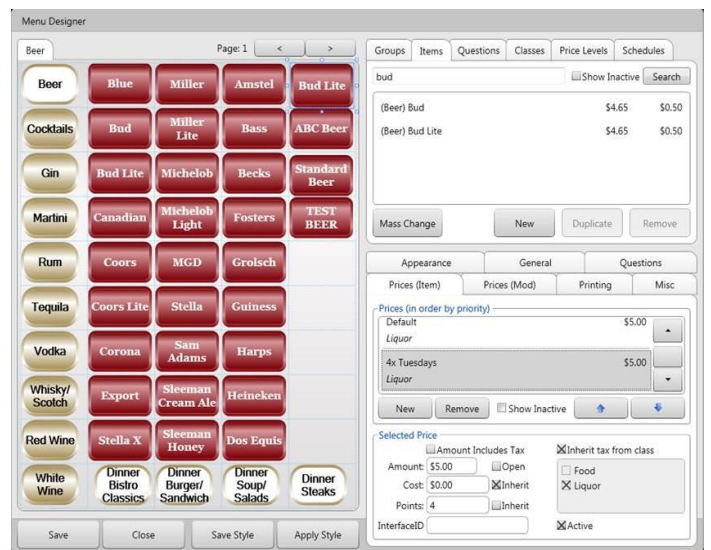 Menu Designer
Beer
Page: 1
<
>
Beer
Blue
Miller
Amstel
Bud Lite
Cocktails
Bud
Miller
Lite
Bass
ABC Beer
Gin
Bud Lite
Michelob
Becks
Standard
Beer
Martini
Canadian
Michelob
Light
Fosters
TEST
BEER
Rum
Coors
MGD
Grolsch
Tequila
Coors Lite
Stella
Guiness
Vodka
Corona
Sam
Adams
Harps
Whisky/
Scotch
Export
Sleeman
Cream Ale
Heineken
Red Wine
Stella X
Sleeman
Honey
Dos Equis
White
Wine
Dinner
Bistro
Classics
Dinner
Burger/
Sandwich
Dinner
Soup/
Salads
Dinner
Steaks
Save
Close
Save Style
Apply Style
Groups
Items
Questions
Classes
Price Levels
Schedules
bud
Show Inactive
Search
(Beer) Bud $4.65 $0.50
(Beer) Bud Lite $4.65 $0.50
Mass Change
New
Duplicate
Remove
Appearance
General
Questions
Prices (Item)
Prices (Mod)
Printing
Misc
Prices (in order by priority)
Default $5.00
Liquor
4x Tuesdays $5.00
Liquor
New
Remove
Show Inactive
Selected Price
Amount Includes Tax
Inherit tax from class
Amount: $5.00 Open
Food
Cost: $0.00 Inherit
Liquor
Points: 4 Inherit
InterfaceID
Active